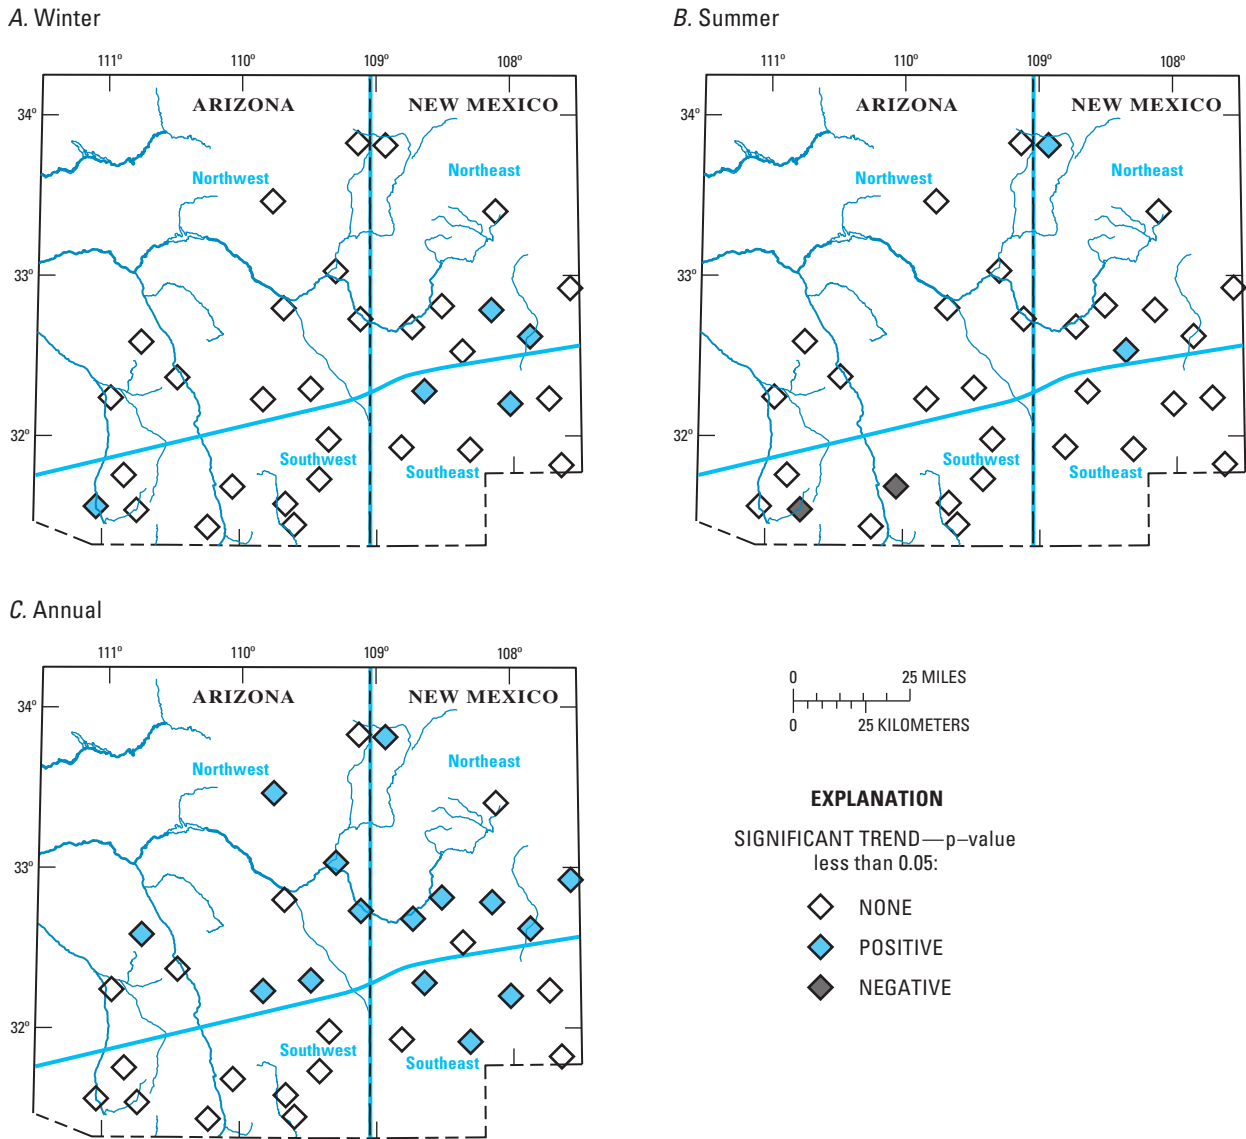 A. Winter
111° 110° 109° 108°
ARIZONA NEW MEXICO
34°
Northwest Northeast
33°
32°
Southwest Southeast
B. Summer
111° 110° 109° 108°
ARIZONA NEW MEXICO
34°
Northwest Northeast
33°
32°
Southwest Southeast
C. Annual
111° 110° 109° 108°
ARIZONA NEW MEXICO
34°
Northwest Northeast
33°
32°
Southwest Southeast
0 25 MILES
0 25 KILOMETERS
EXPLANATION
SIGNIFICANT TREND—p–value
less than 0.05:
NONE
POSITIVE
NEGATIVE